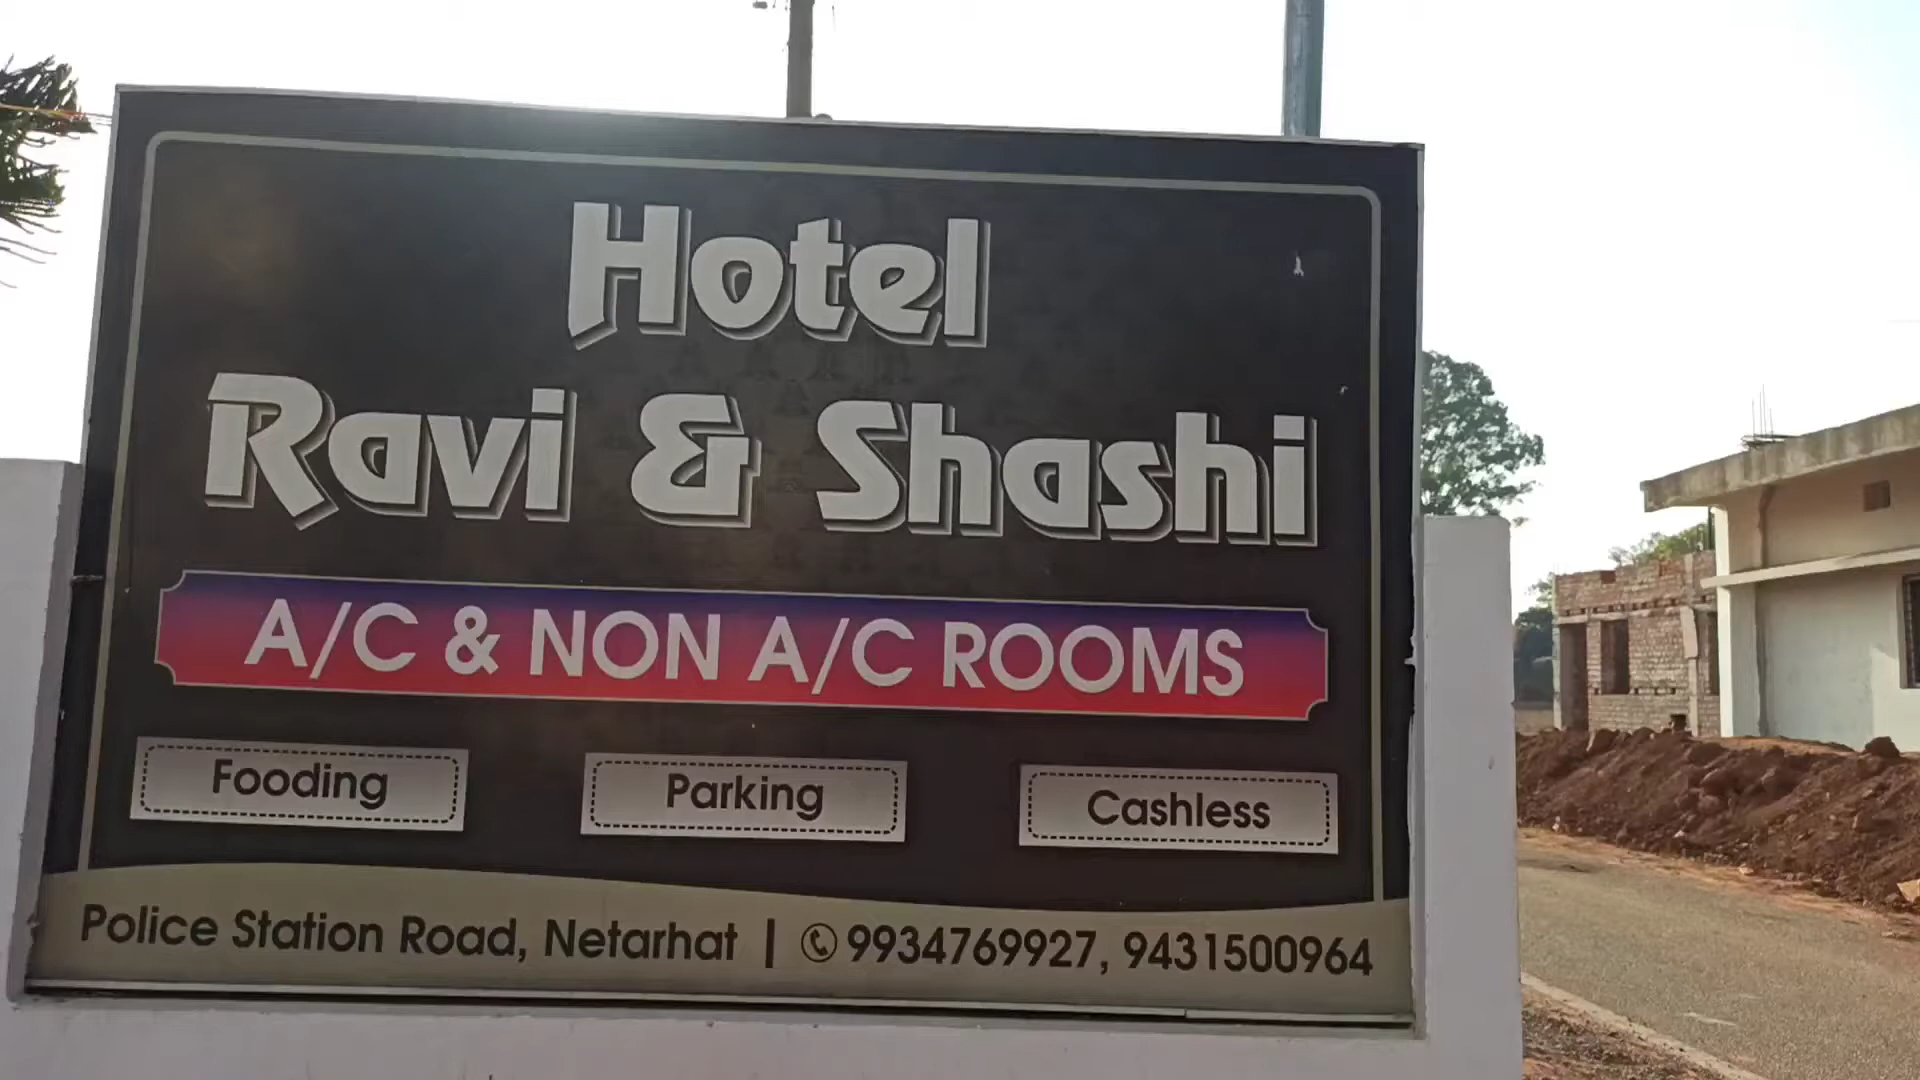 Hotel
Ravi & Shashi
A/C & NON A/C ROOMS
Fooding
Parking
Cashless
Police Station Road, Netarhat | 9934769927, 9431500964